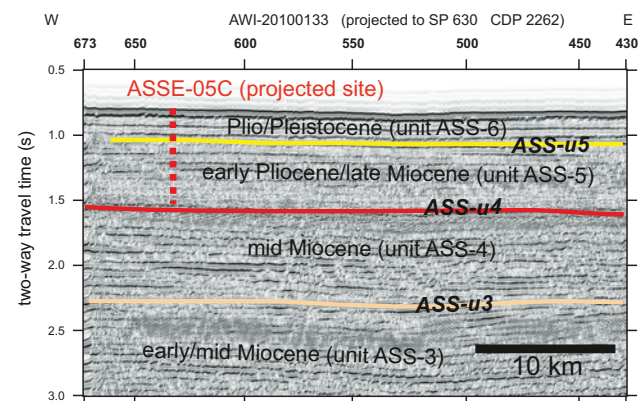 W AWI-20100133 (projected to SP 630 CDP 2262) E
673 650 600 550 500 450 430
0.5
ASSE-05C (projected site)
Plio/Pleistocene (unit ASS-6)
1.0
ASS-u5
early Pliocene/late Miocene (unit ASS-5)
1.5
ASS-u4
mid Miocene (unit ASS-4)
2.0
ASS-u3
2.5
early/mid Miocene (unit ASS-3)
10 km
3.0
two-way travel time (s)